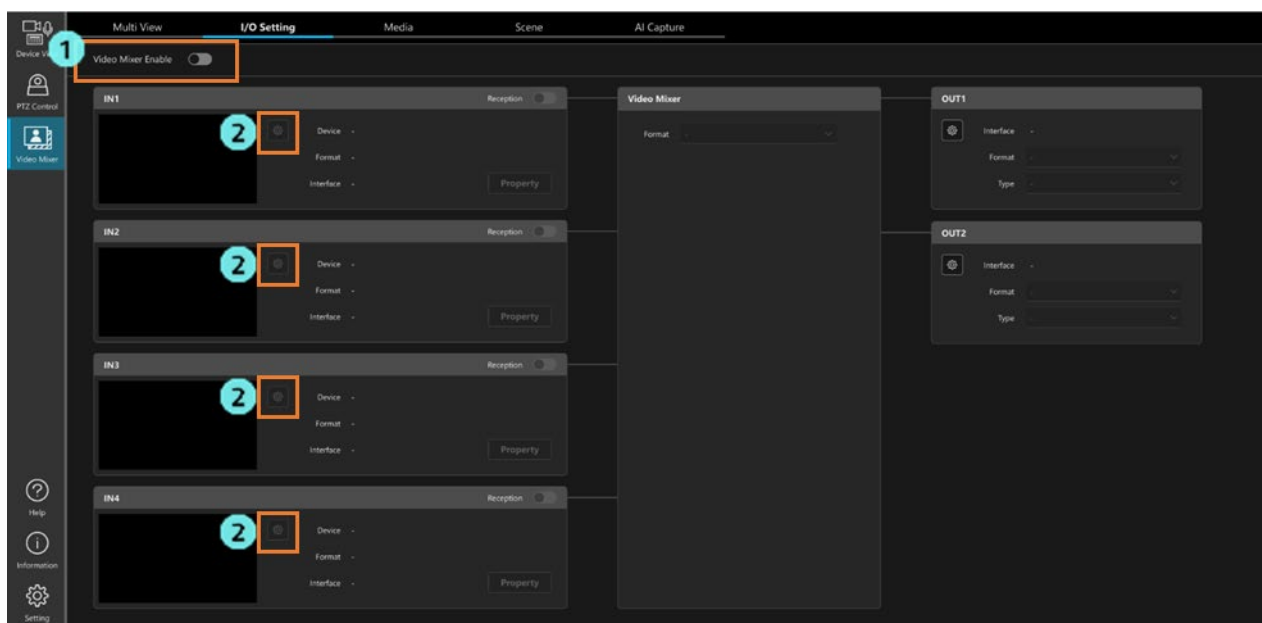 Multi View
I/O Setting
Media
Scene
AI Capture
1
Video Mixer Enable
PTZ Control
Video Mixer
Help
Information
Setting
IN1
Reception
2
Device -
Format -
Interface -
Property
IN2
Reception
2
Device -
Format -
Interface -
Property
IN3
Reception
2
Device -
Format -
Interface -
Property
IN4
Reception
2
Device -
Format -
Interface -
Property
Video Mixer
Format -
OUT1
Interface -
Format -
Type -
OUT2
Interface -
Format -
Type -